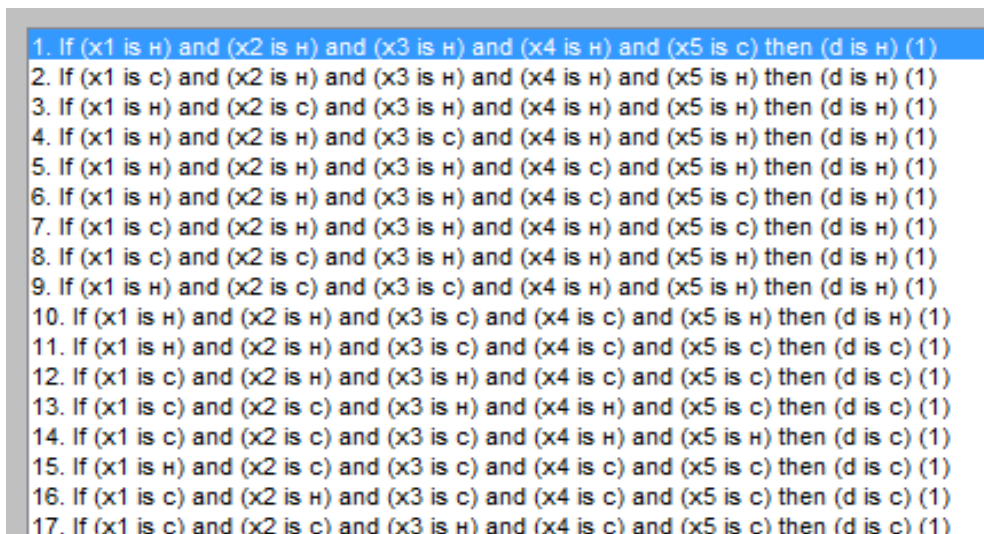 1. If (x1 is н) and (x2 is н) and (x3 is н) and (x4 is н) and (x5 is с) then (d is н) (1)
2. If (x1 is с) and (x2 is н) and (x3 is н) and (x4 is н) and (x5 is н) then (d is н) (1)
3. If (x1 is н) and (x2 is с) and (x3 is н) and (x4 is н) and (x5 is н) then (d is н) (1)
4. If (x1 is н) and (x2 is н) and (x3 is с) and (x4 is н) and (x5 is н) then (d is н) (1)
5. If (x1 is н) and (x2 is н) and (x3 is н) and (x4 is с) and (x5 is н) then (d is н) (1)
6. If (x1 is н) and (x2 is н) and (x3 is н) and (x4 is с) and (x5 is с) then (d is н) (1)
7. If (x1 is с) and (x2 is н) and (x3 is н) and (x4 is н) and (x5 is с) then (d is н) (1)
8. If (x1 is с) and (x2 is с) and (x3 is н) and (x4 is н) and (x5 is н) then (d is н) (1)
9. If (x1 is н) and (x2 is с) and (x3 is с) and (x4 is н) and (x5 is н) then (d is н) (1)
10. If (x1 is н) and (x2 is н) and (x3 is с) and (x4 is с) and (x5 is н) then (d is н) (1)
11. If (x1 is н) and (x2 is н) and (x3 is с) and (x4 is с) and (x5 is с) then (d is с) (1)
12. If (x1 is с) and (x2 is н) and (x3 is н) and (x4 is с) and (x5 is с) then (d is с) (1)
13. If (x1 is с) and (x2 is с) and (x3 is н) and (x4 is н) and (x5 is с) then (d is с) (1)
14. If (x1 is с) and (x2 is с) and (x3 is с) and (x4 is н) and (x5 is н) then (d is с) (1)
15. If (x1 is н) and (x2 is с) and (x3 is с) and (x4 is с) and (x5 is с) then (d is с) (1)
16. If (x1 is с) and (x2 is н) and (x3 is с) and (x4 is с) and (x5 is с) then (d is с) (1)
17. If (x1 is с) and (x2 is с) and (x3 is н) and (x4 is с) and (x5 is с) then (d is с) (1)